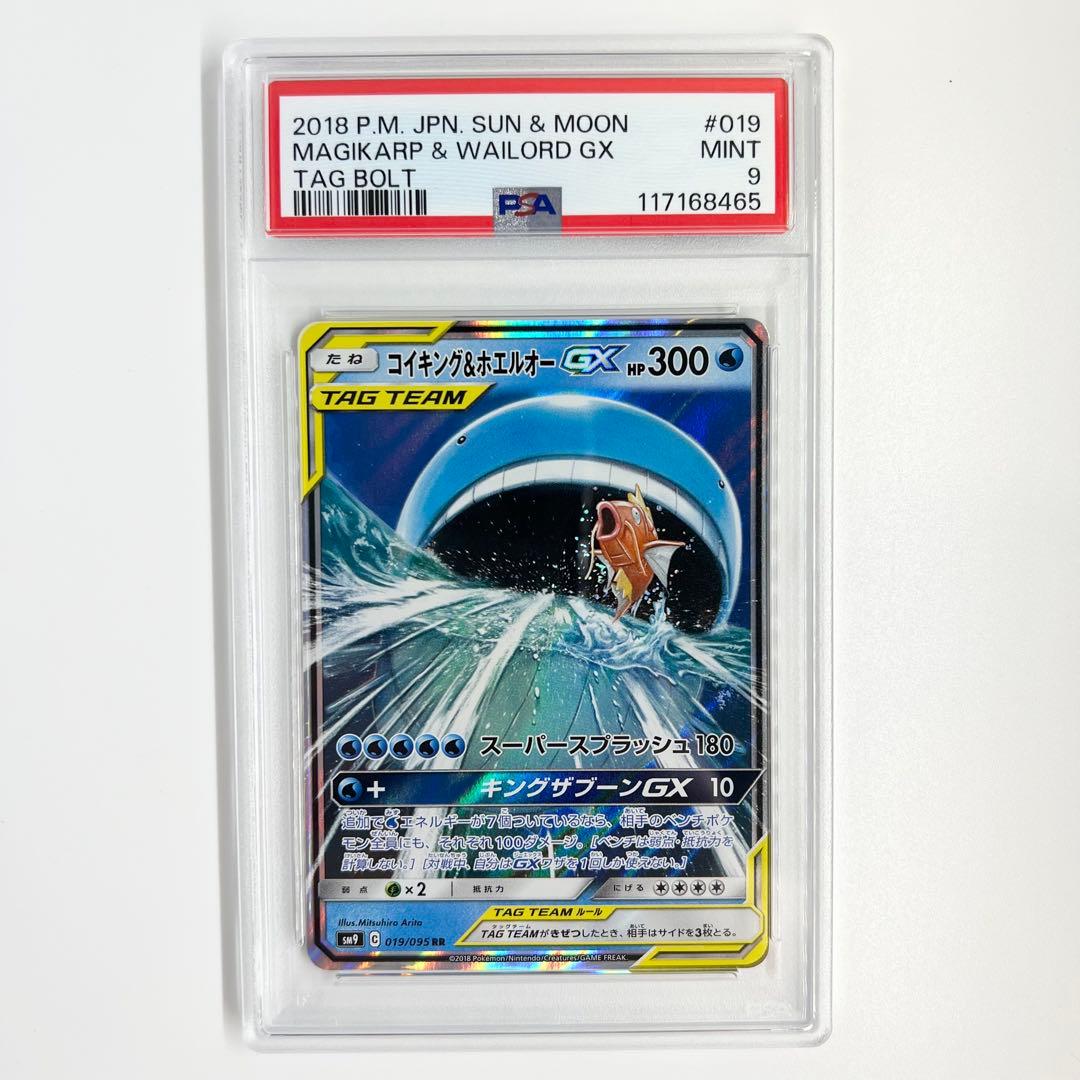 2018 P.M. JPN. SUN & MOON #019
MAGIKARP & WAILORD GX MINT
TAG BOLT 9
PSA 117168465
たね コイキング&ホエルオーGX HP300
TAG TEAM
スーパースプラッシュ 180
+ キングザブーンGX 10
追加で エネルギーが7個ついているなら、相手のベンチポケ
モン全員にも、それぞれ100ダメージ。[ベンチは弱点・抵抗力を
計算しない。] [対戦中、自分はGXワザを1回しか使えない。]
弱点 ×2 抵抗力 にげる
Illus.Mitsuhiro Arita
TAG TEAM ルール
TAG TEAMがきぜつしたとき、相手はサイドを3枚とる。
SM9 C 019/095 RR
©2018 Pokémon/Nintendo/Creatures/GAME FREAK.